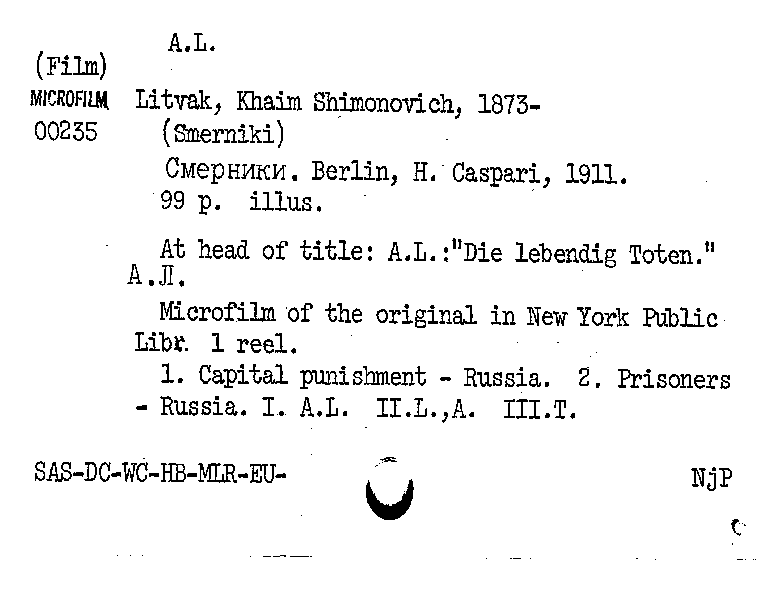 A.L.
(Film)
MICROFILM Litvak, Khaim Shimonovich, 1873-
00235 (Smerniki)
Смерники. Berlin, H. Caspari, 1911.
99 p. illus.
At head of title: A.L.:"Die lebendig Toten."
А.Л.
Microfilm of the original in New York Public
Libr. 1 reel.
1. Capital punishment - Russia. 2. Prisoners
- Russia. I. A.L. II.L.,A. III.T.
SAS-DC-WC-HB-MLR-EU- NjP